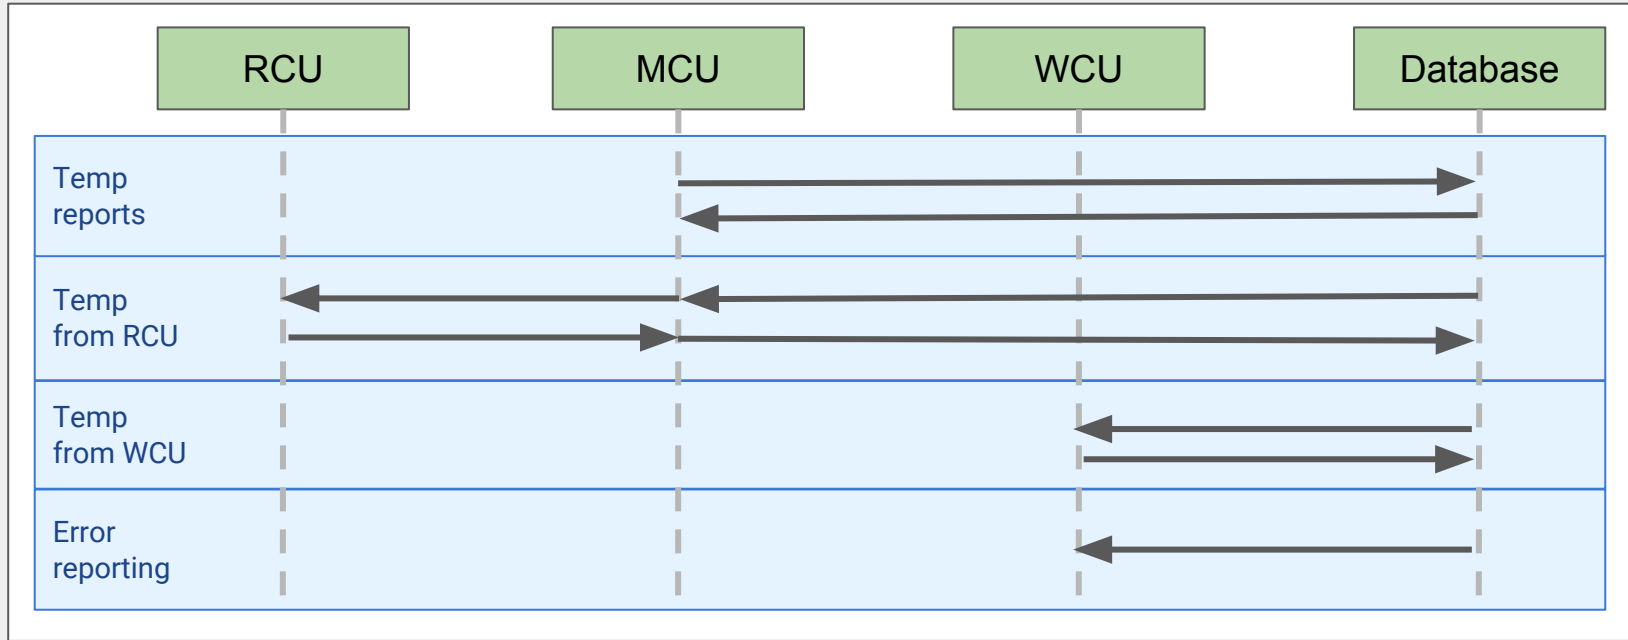 RCU
MCU
WCU
Database
Temp
reports
Temp
from RCU
Temp
from WCU
Error
reporting